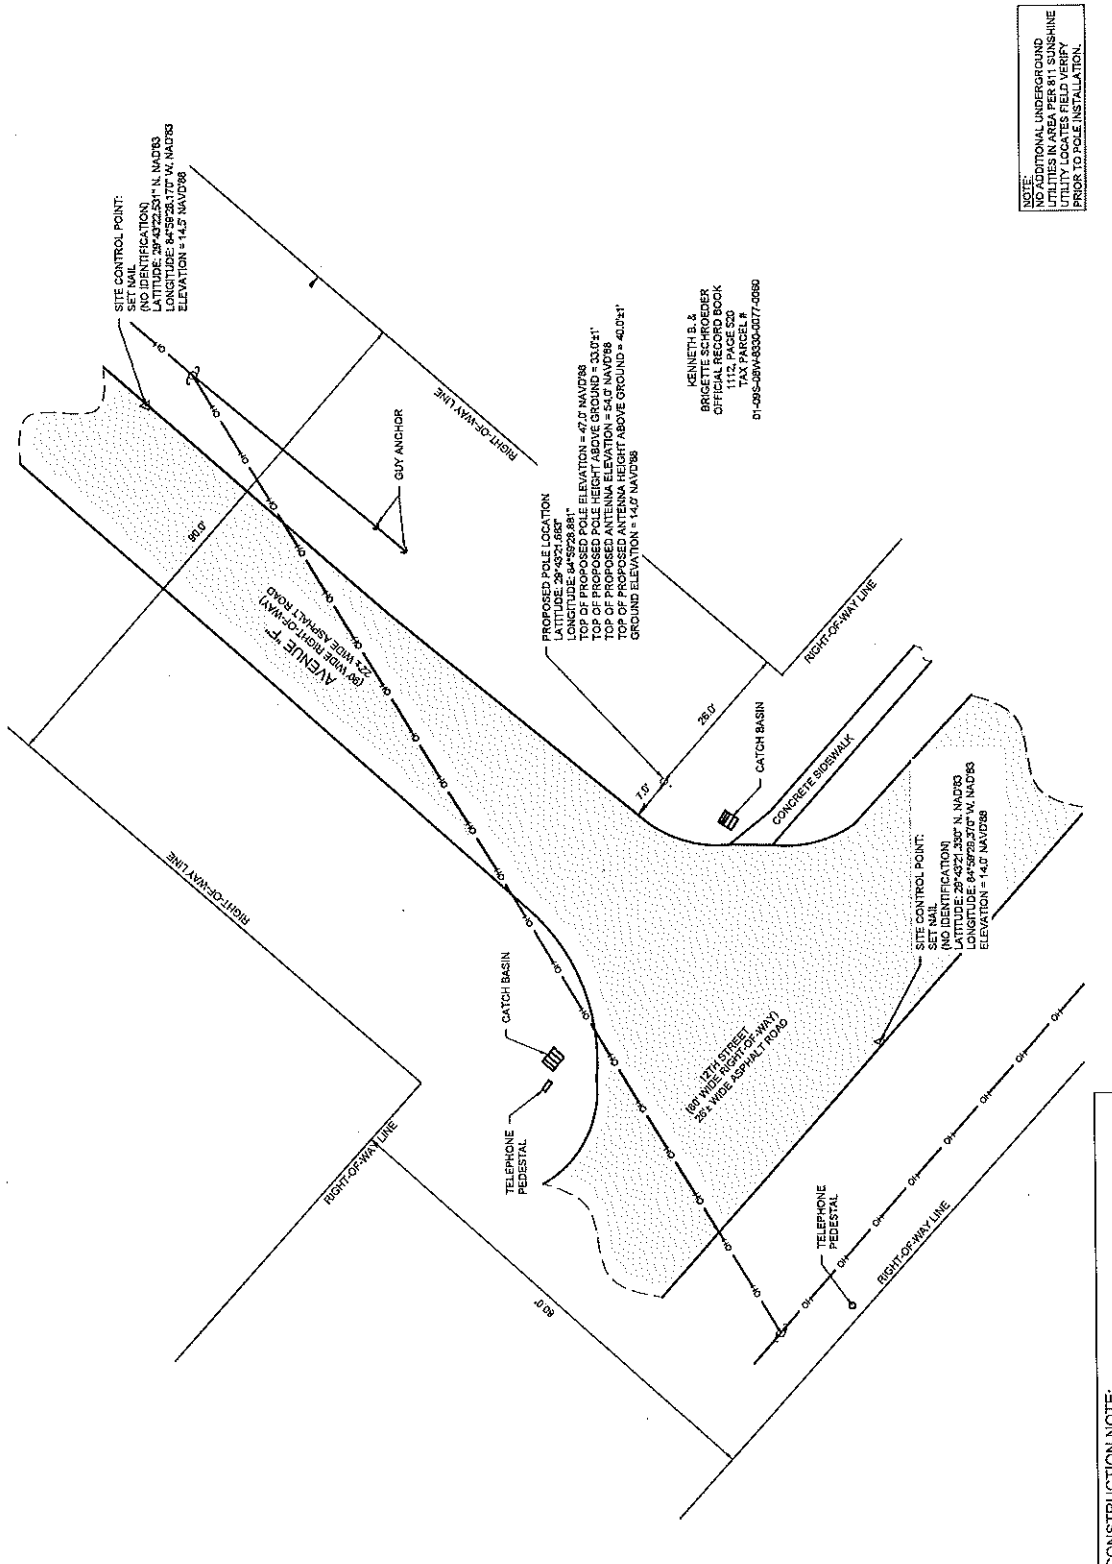 SITE CONTROL POINT:
SET NAIL
(NO IDENTIFICATION)
LATITUDE: 29°43'22.531" N. NAD'83
LONGITUDE: 84°59'28.170" W. NAD'83
ELEVATION = 14.5' NAVD'88
RIGHT-OF-WAY LINE
GUY ANCHOR
90.0'
AVENUE "F"
(90' WIDE RIGHT-OF-WAY)
22'± WIDE ASPHALT ROAD
RIGHT-OF-WAY LINE
PROPOSED POLE LOCATION
LATITUDE: 29°43'21.663"
LONGITUDE: 84°59'28.881"
TOP OF PROPOSED POLE ELEVATION = 47.0' NAVD'88
TOP OF PROPOSED POLE HEIGHT ABOVE GROUND = 33.0'±1'
TOP OF PROPOSED ANTENNA ELEVATION = 54.0' NAVD'88
TOP OF PROPOSED ANTENNA HEIGHT ABOVE GROUND = 40.0'±1'
GROUND ELEVATION = 14.0' NAVD'88
KENNETH B. &
BRIGETTE SCHROEDER
OFFICIAL RECORD BOOK
1112, PAGE 520
TAX PARCEL #
01-09S-08W-8330-0077-0060
NOTE:
NO ADDITIONAL UNDERGROUND
UTILITIES IN AREA PER 811 SUNSHINE
UTILITY LOCATES FIELD VERIFY
PRIOR TO POLE INSTALLATION.
RIGHT-OF-WAY LINE
26.0'
7.0'
CATCH BASIN
CONCRETE SIDEWALK
CATCH BASIN
TELEPHONE
PEDESTAL
RIGHT-OF-WAY LINE
80.0'
12TH STREET
(80' WIDE RIGHT-OF-WAY)
26'± WIDE ASPHALT ROAD
SITE CONTROL POINT:
SET NAIL
(NO IDENTIFICATION)
LATITUDE: 29°43'21.330" N. NAD'83
LONGITUDE: 84°59'29.370" W. NAD'83
ELEVATION = 14.0' NAVD'88
TELEPHONE
PEDESTAL
RIGHT-OF-WAY LINE
CONSTRUCTION NOTE: